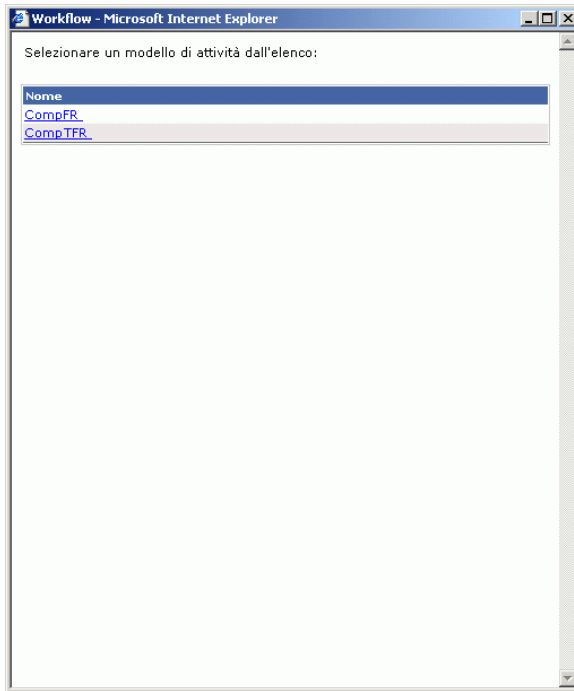 Workflow - Microsoft Internet Explorer
Selezionare un modello di attività dall'elenco:
Nome
CompFR
CompTFR